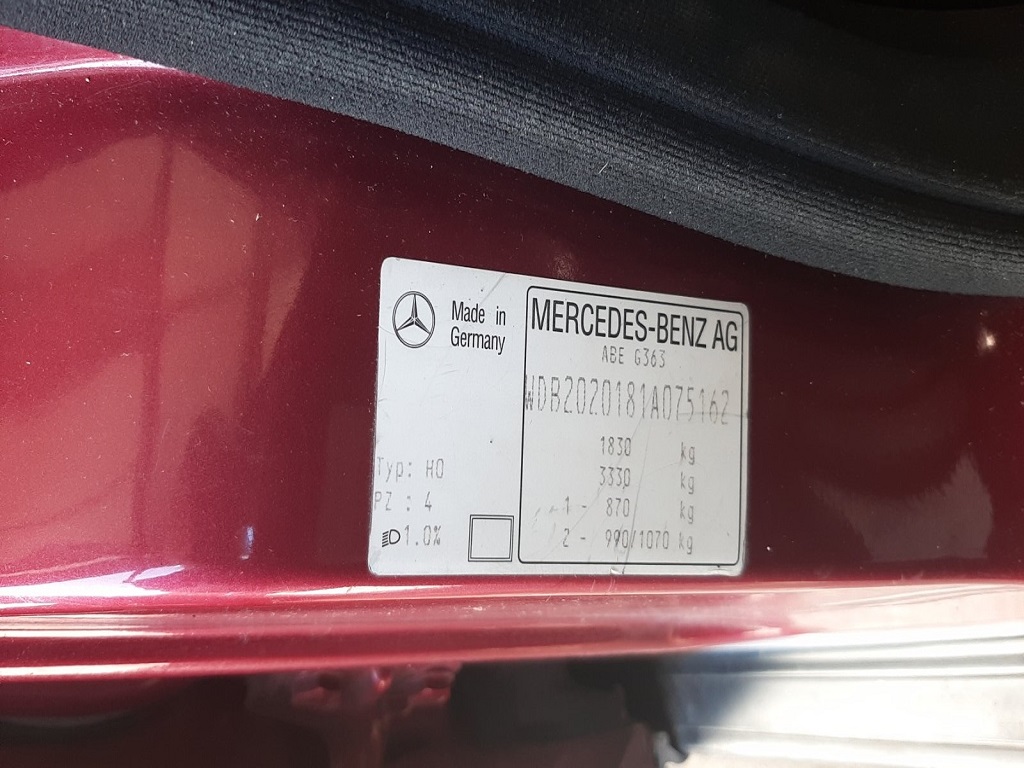 Made in
Germany
MERCEDES-BENZ AG
ABE G363
WDB2020181A075162
1830 kg
3330 kg
1 - 870 kg
2 - 990/1070 kg
Typ: HO
PZ : 4
1.0%